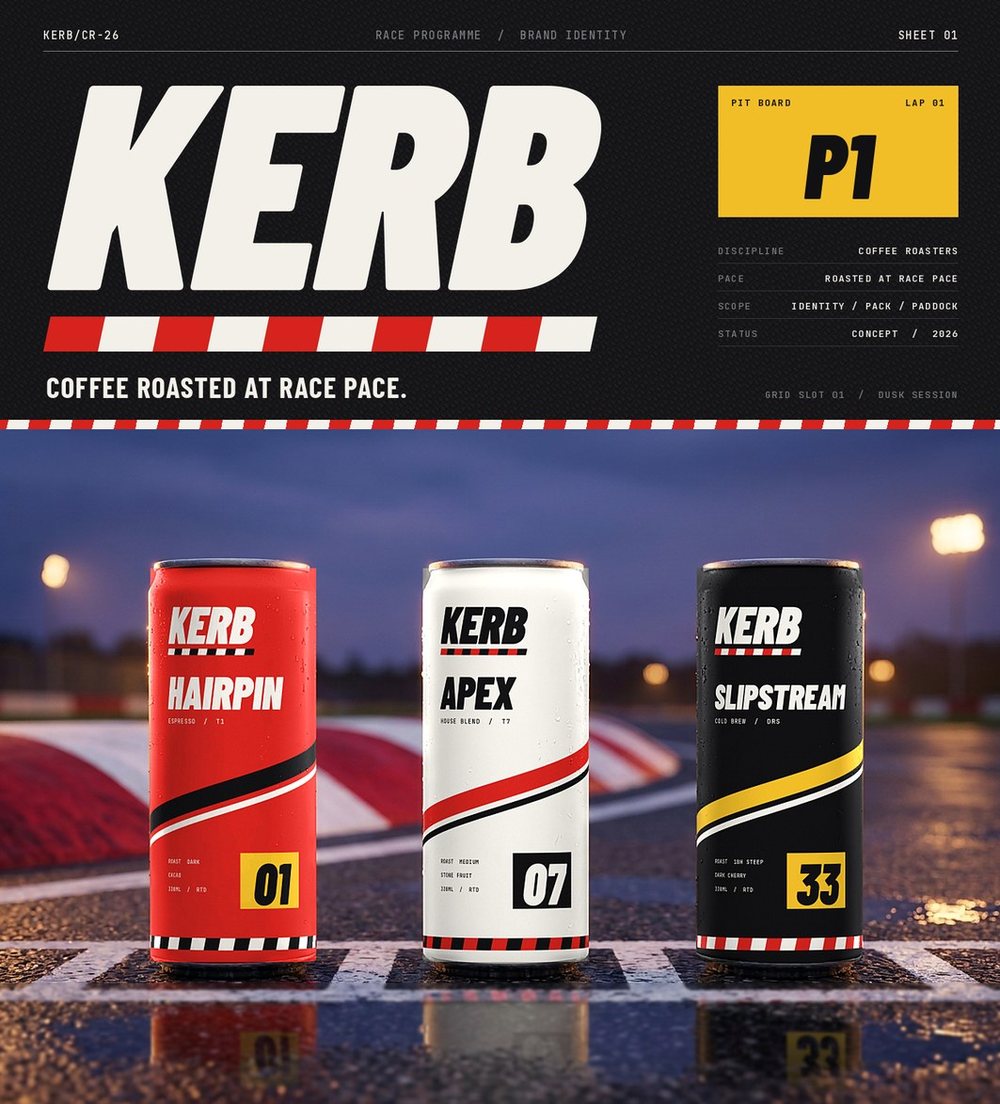 KERB/CR-26
RACE PROGRAMME / BRAND IDENTITY
SHEET 01
KERB
COFFEE ROASTED AT RACE PACE.
PIT BOARD
LAP 01
P1
DISCIPLINE COFFEE ROASTERS
PACE ROASTED AT RACE PACE
SCOPE IDENTITY / PACK / PADDOCK
STATUS CONCEPT / 2026
GRID SLOT 01 / DUSK SESSION
KERB
HAIRPIN
ESPRESSO / T1
ROAST DARK
CACAO
330ML / RTD
01
KERB
APEX
HOUSE BLEND / T7
ROAST MEDIUM
STONE FRUIT
330ML / RTD
07
KERB
SLIPSTREAM
COLD BREW / DRS
ROAST 18H STEEP
DARK CHERRY
330ML / RTD
33